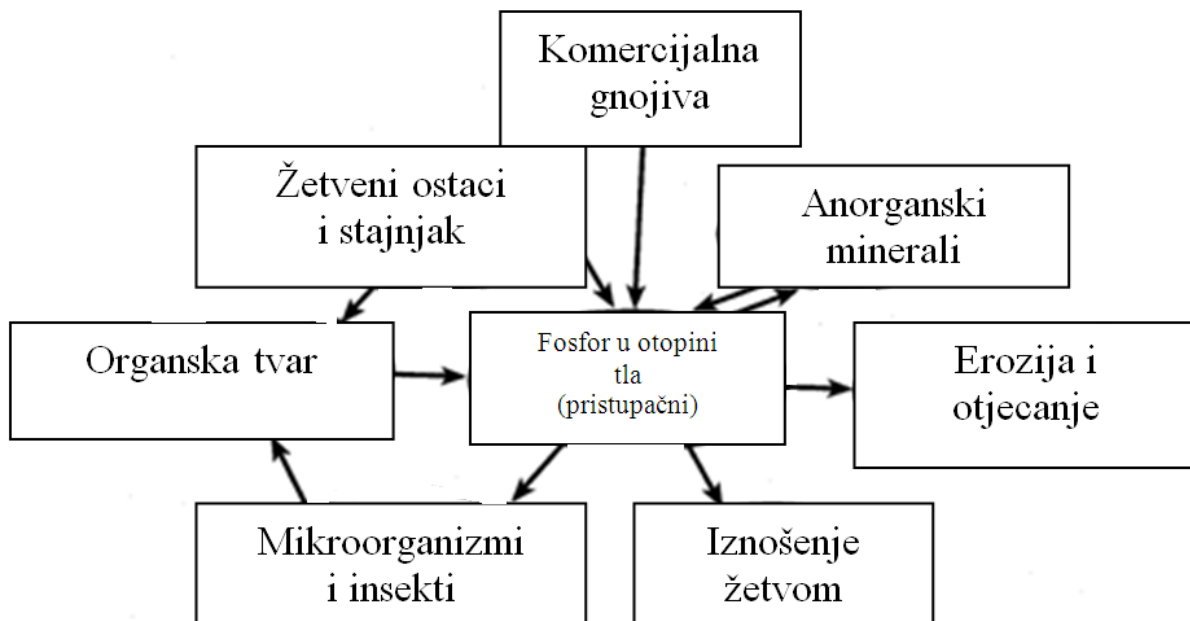 Komercijalna
gnojiva
Žetveni ostaci
i stajnjak
Anorganski
minerali
Organska tvar
Fosfor u otopini
tla
(pristupačni)
Erozija i
otjecanje
Mikroorganizmi
i insekti
Iznošenje
žetvom